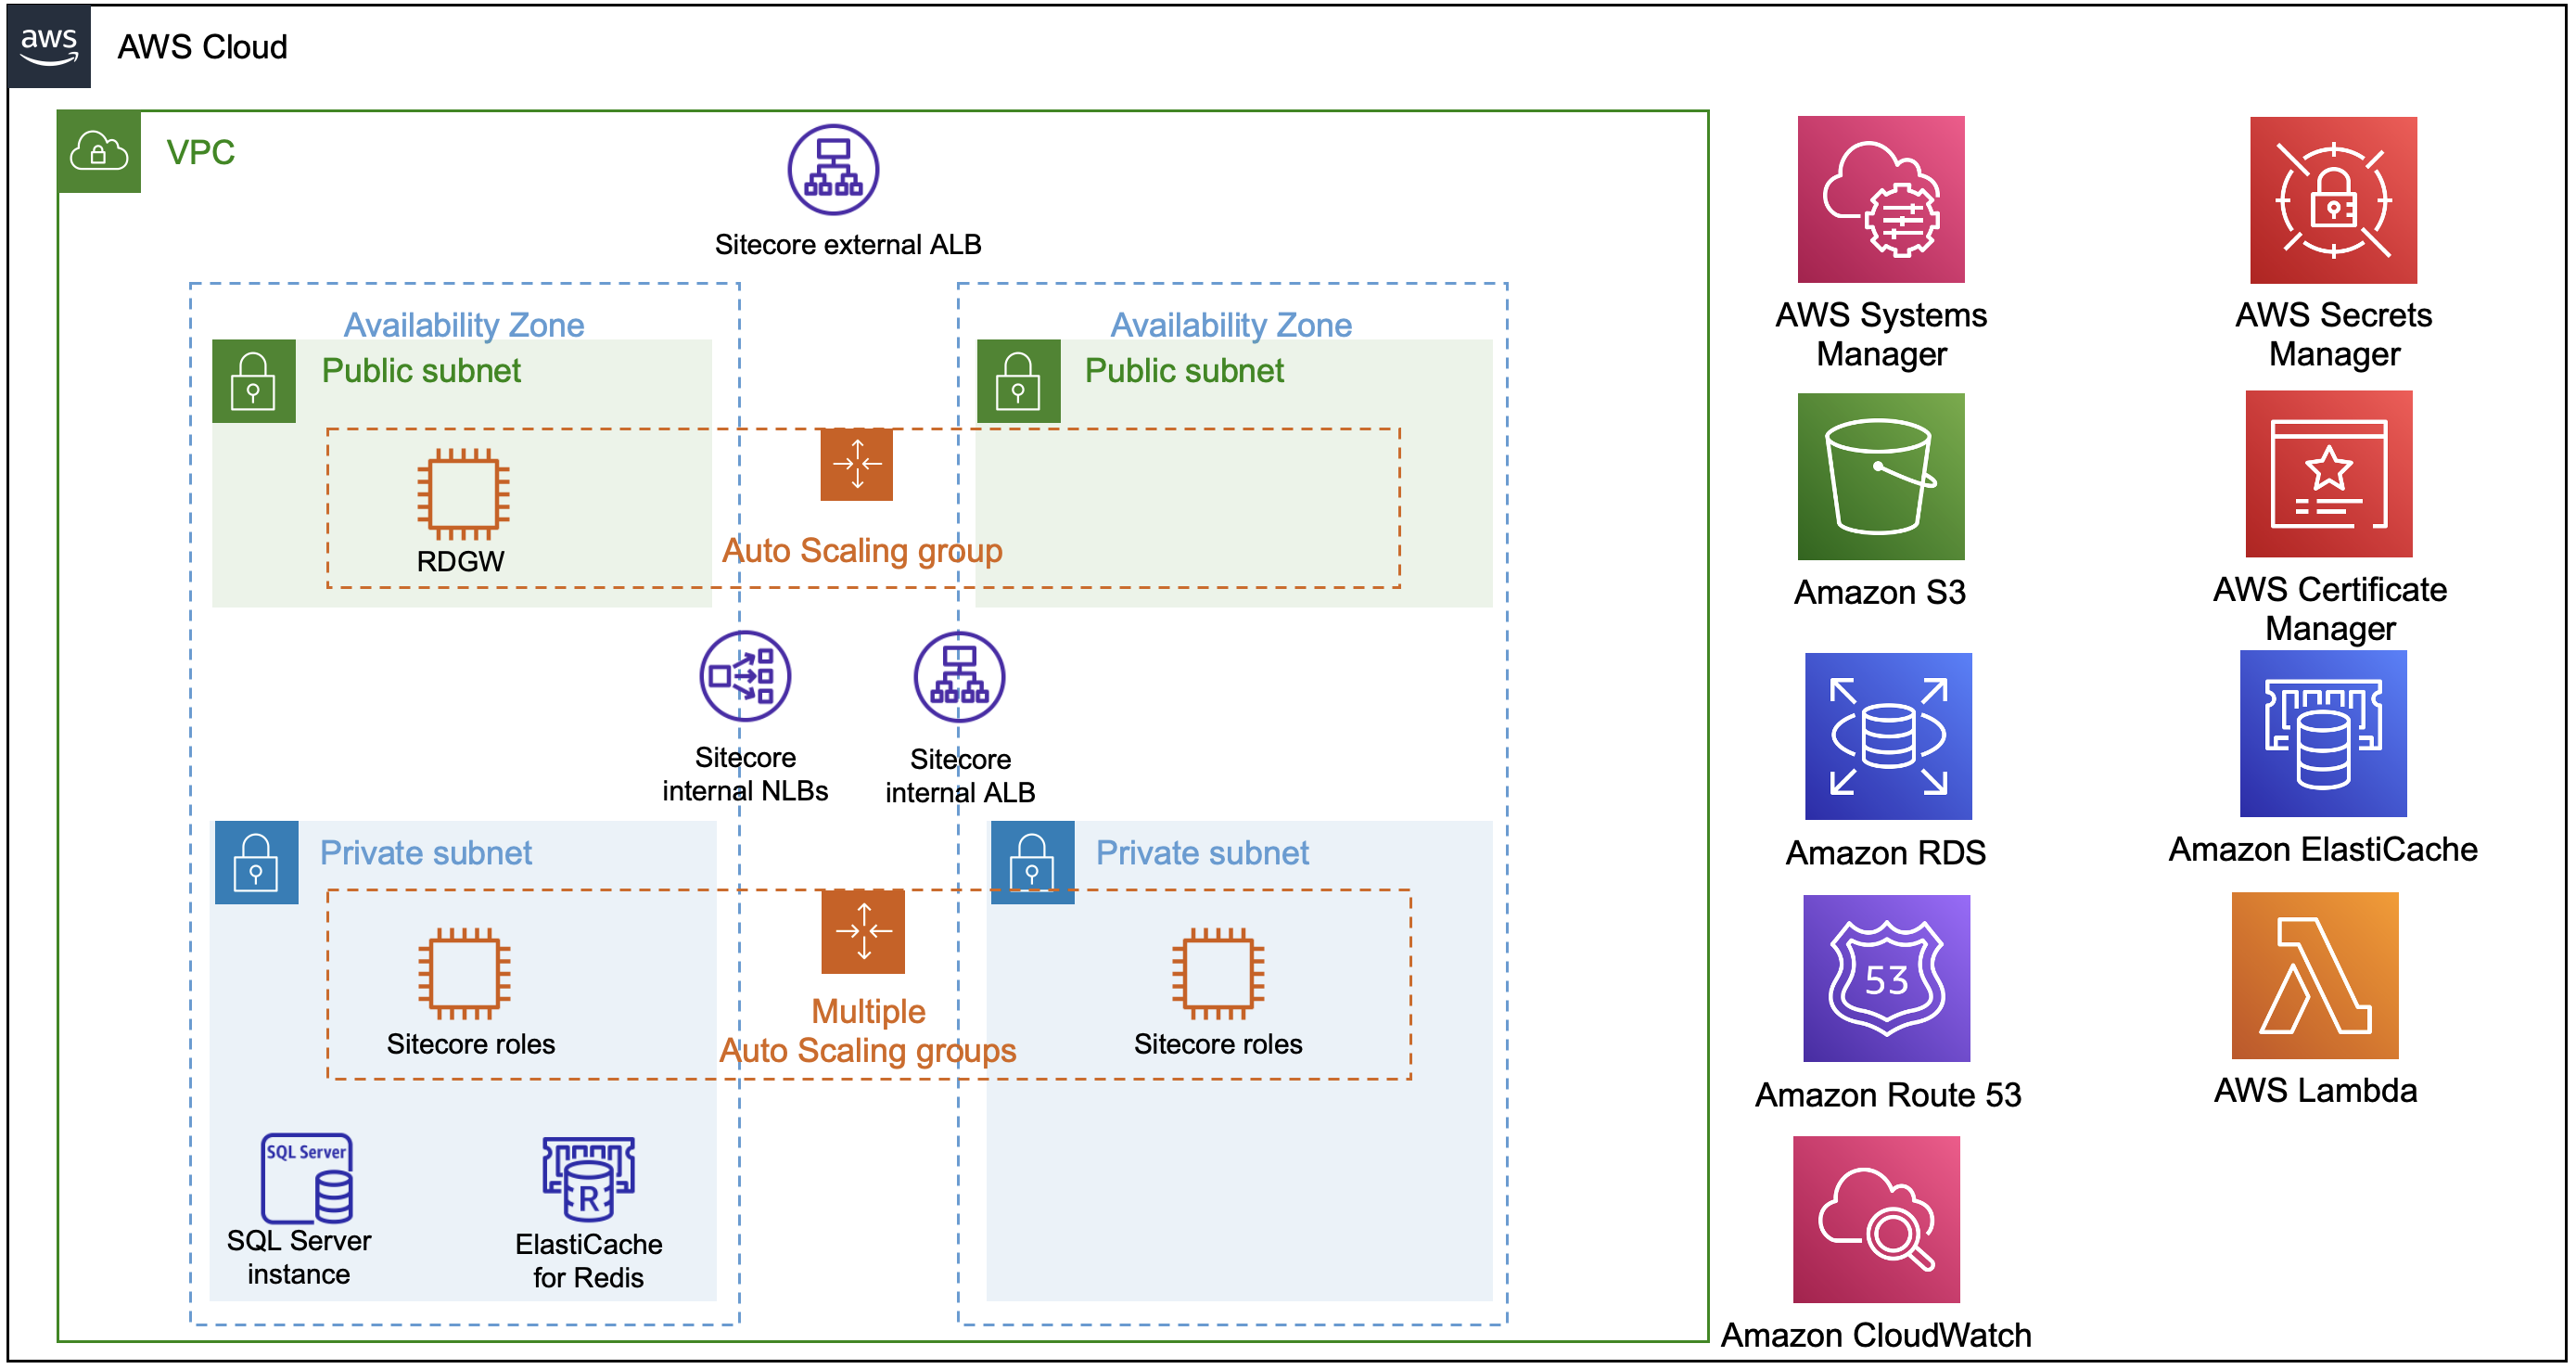 aws
AWS Cloud
VPC
Sitecore external ALB
Availability Zone
Availability Zone
Public subnet
Public subnet
RDGW
Auto Scaling group
Sitecore
internal NLBs
Sitecore
internal ALB
Private subnet
Private subnet
Sitecore roles
Multiple
Auto Scaling groups
Sitecore roles
SQL Server
SQL Server
instance
R
ElastiCache
for Redis
AWS Systems
Manager
AWS Secrets
Manager
Amazon S3
AWS Certificate
Manager
Amazon RDS
Amazon ElastiCache
53
Amazon Route 53
AWS Lambda
Amazon CloudWatch